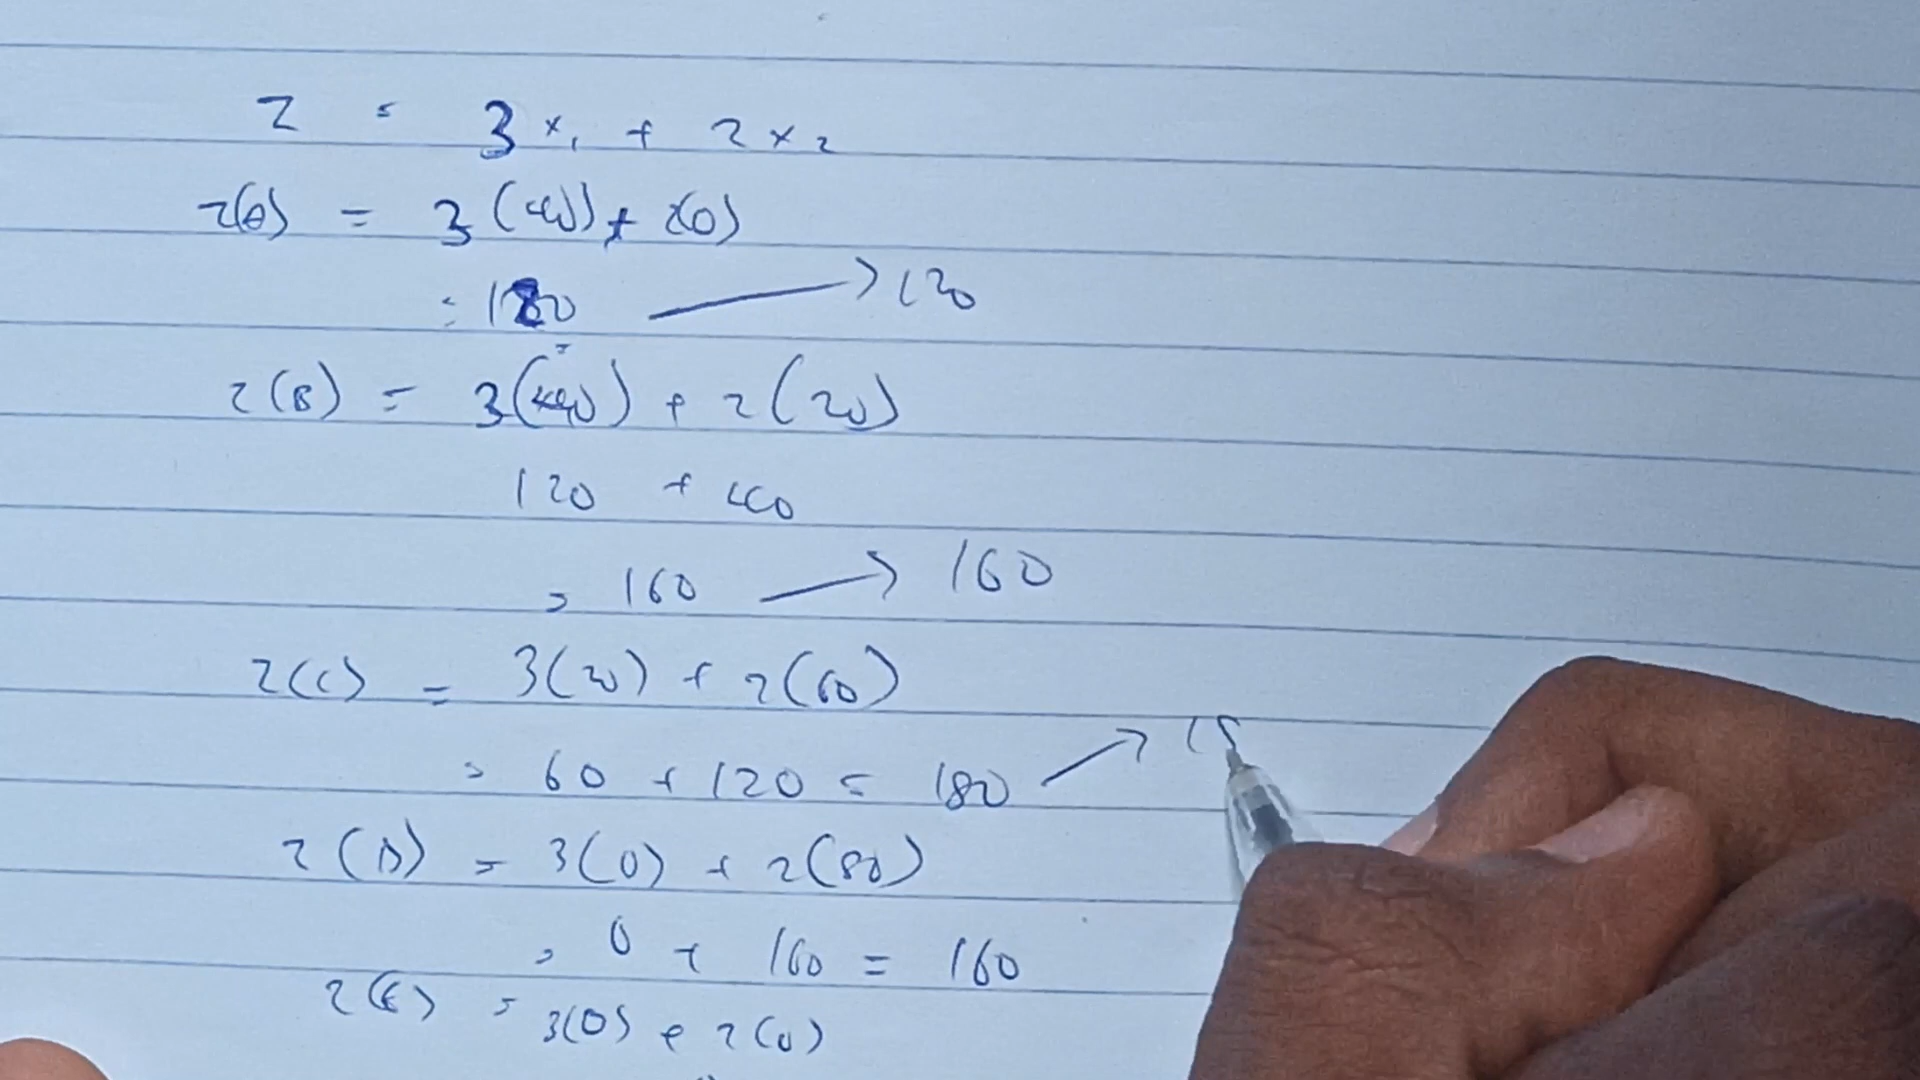 Z = 3x₁ + 2x₂
Z(A) = 3(40) + 2(0)
= 120 → 120
Z(B) = 3(40) + 2(20)
120 + 40
= 160 → 160
Z(C) = 3(20) + 2(60)
= 60 + 120 = 180 → 18
Z(D) = 3(0) + 2(80)
= 0 + 160 = 160
Z(E) = 3(0) + 2(0)